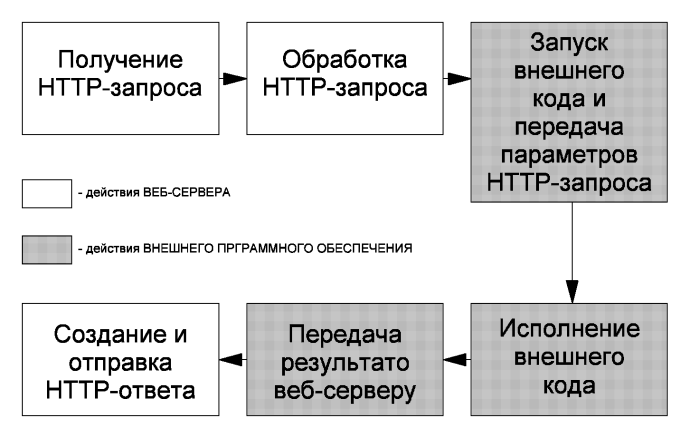 Получение
HTTP-запроса
Обработка
HTTP-запроса
Запуск
внешнего
кода и
передача
параметров
HTTP-запроса
- действия ВЕБ-СЕРВЕРА
- действия ВНЕШНЕГО ПРГРАММНОГО ОБЕСПЕЧЕНИЯ
Создание и
отправка
HTTP-ответа
Передача
результато
веб-серверу
Исполнение
внешнего
кода